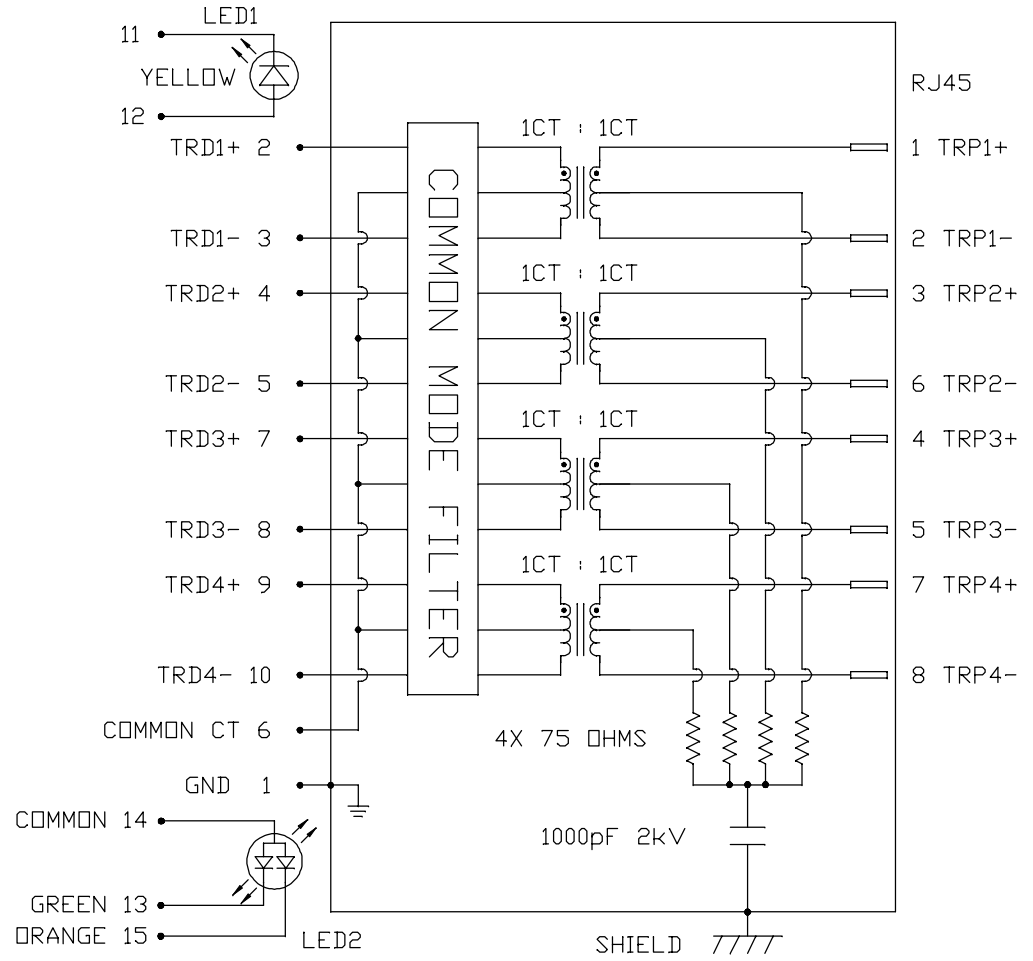 LED1
11
YELLOW
12
RJ45
1CT : 1CT
TRD1+ 2
1 TRP1+
TRD1- 3
2 TRP1-
1CT : 1CT
TRD2+ 4
3 TRP2+
TRD2- 5
6 TRP2-
1CT : 1CT
TRD3+ 7
4 TRP3+
TRD3- 8
5 TRP3-
1CT : 1CT
TRD4+ 9
7 TRP4+
TRD4- 10
8 TRP4-
COMMON MODE FILTER
COMMON CT 6
4X 75 OHMS
GND 1
COMMON 14
1000pF 2kV
GREEN 13
ORANGE 15
LED2
SHIELD